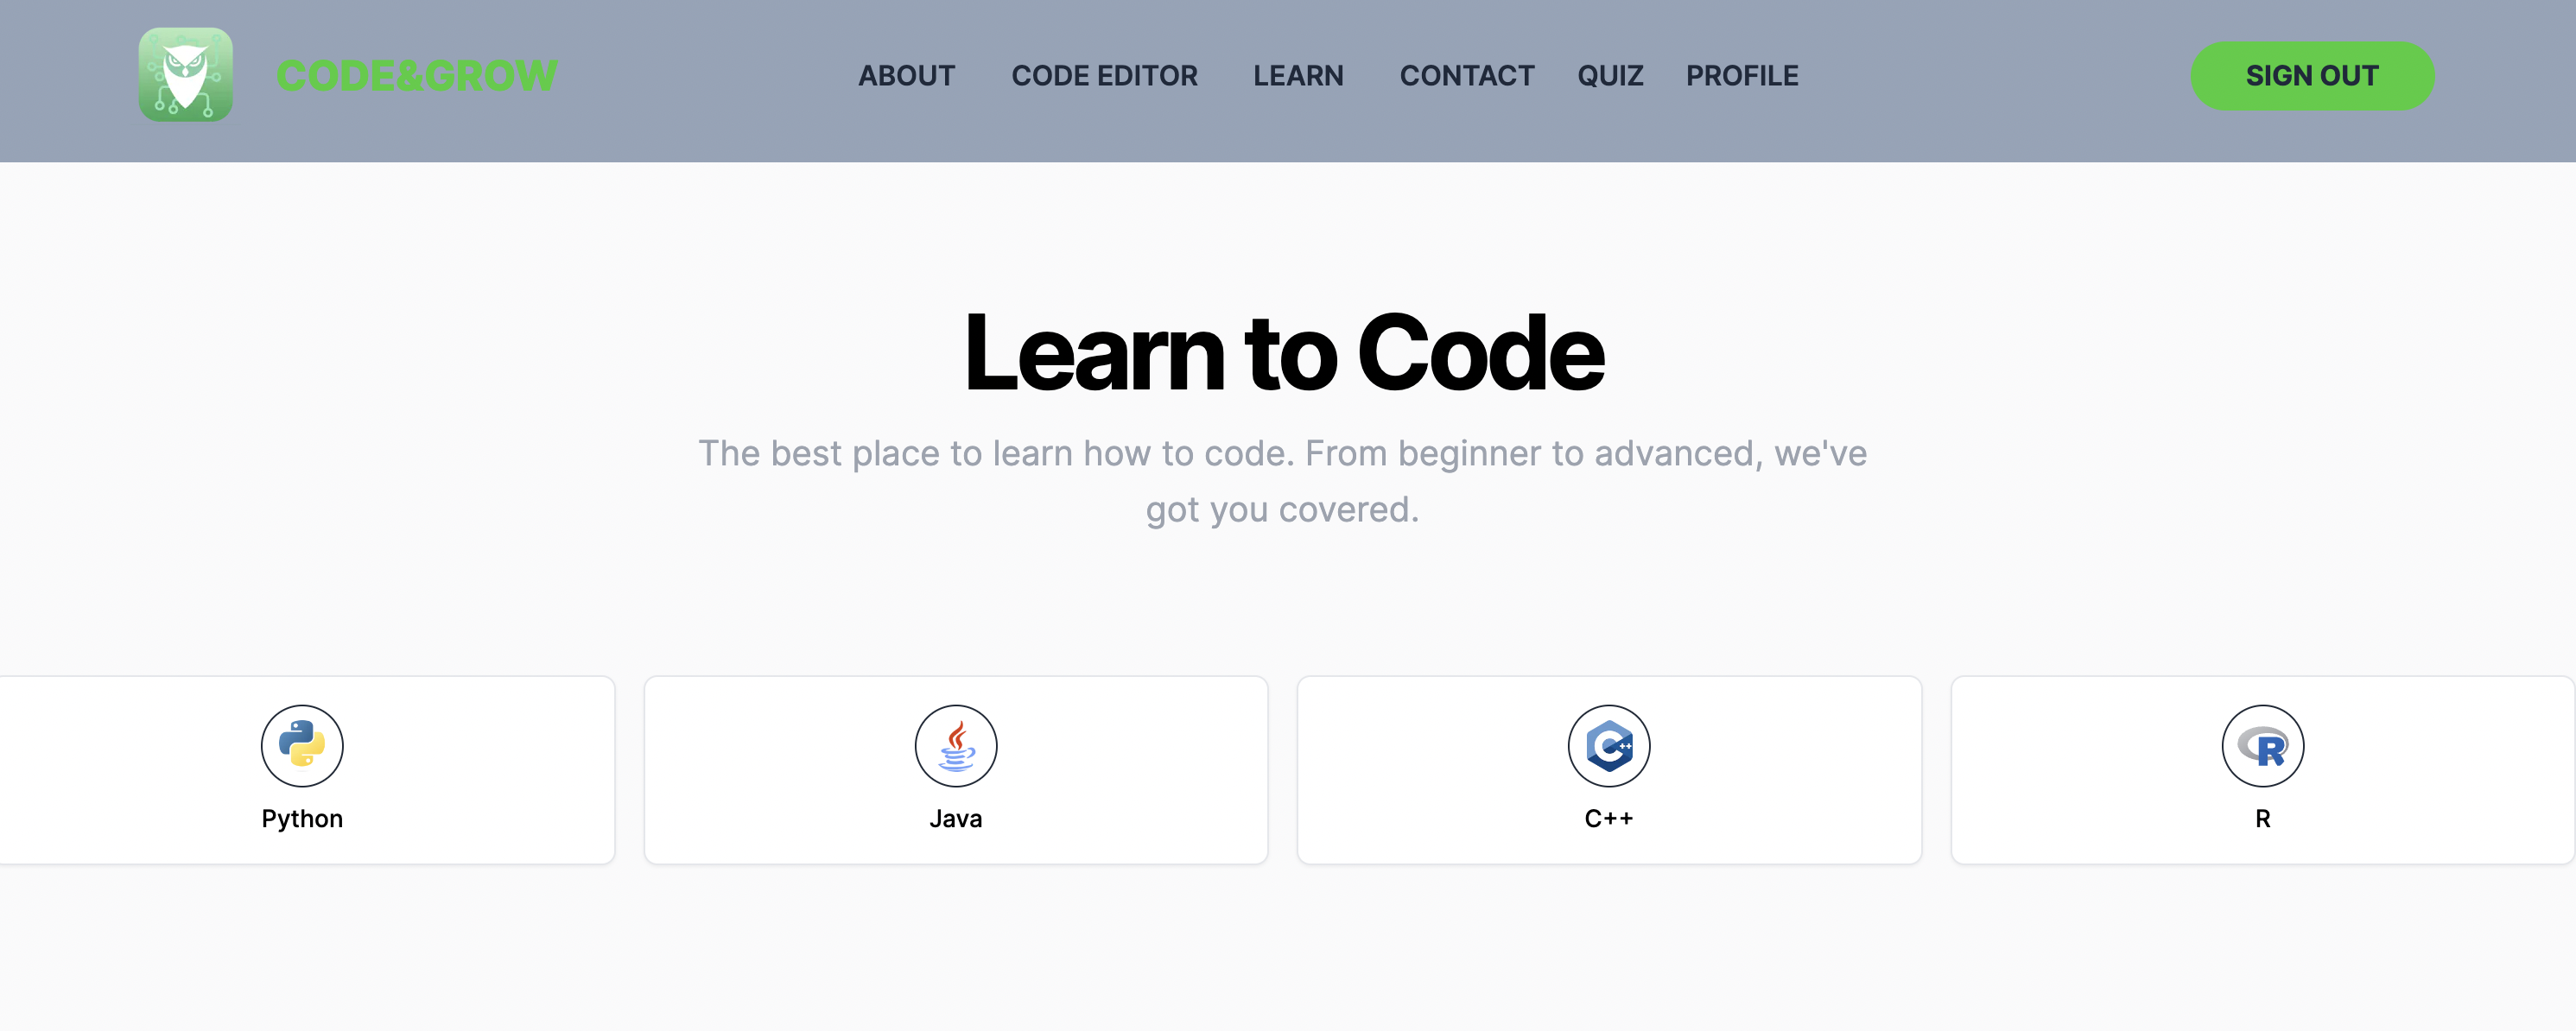 CODE&GROW
ABOUT CODE EDITOR LEARN CONTACT QUIZ PROFILE
SIGN OUT
Learn to Code
The best place to learn how to code. From beginner to advanced, we've
got you covered.
Python
Java
C++
R